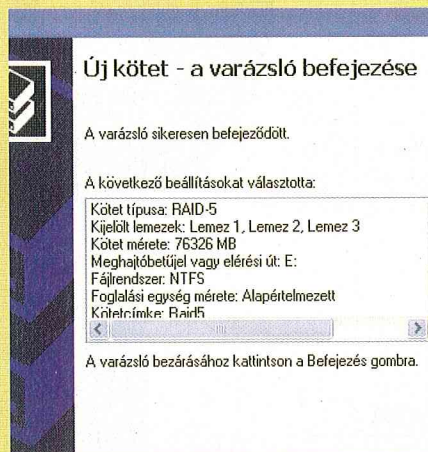 Új kötet - a varázsló befejezése
A varázsló sikeresen befejeződött.
A következő beállításokat választotta:
Kötet típusa: RAID-5
Kijelölt lemezek: Lemez 1, Lemez 2, Lemez 3
Kötet mérete: 76326 MB
Meghajtóbetűjel vagy elérési út: E:
Fájlrendszer: NTFS
Foglalási egység mérete: Alapértelmezett
Kötetcímke: Raid5
A varázsló bezárásához kattintson a Befejezés gombra.